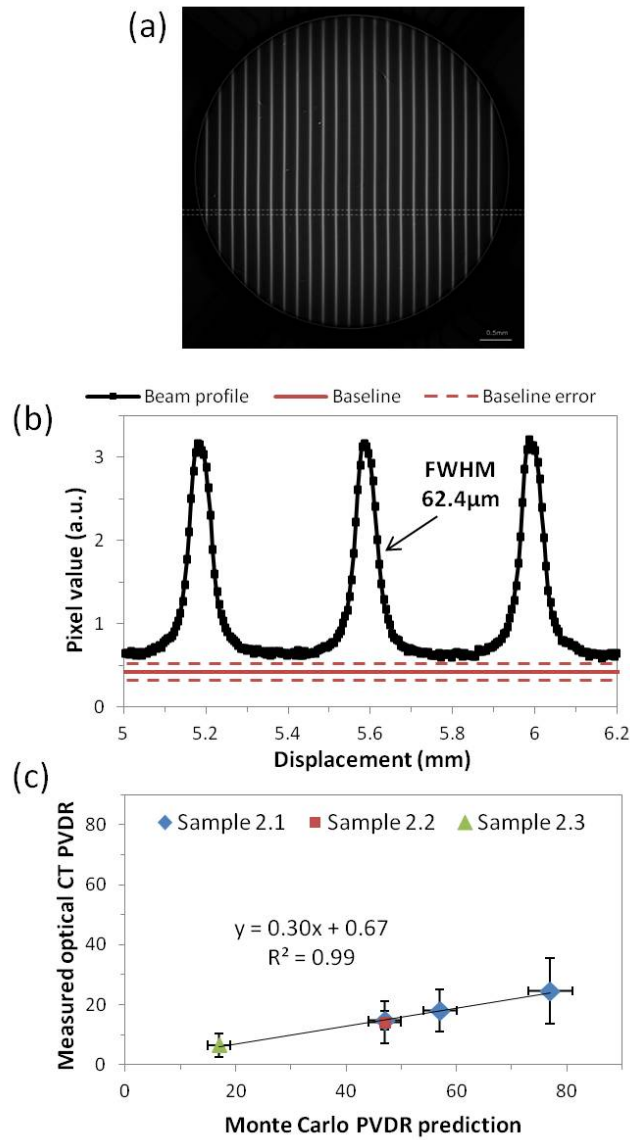 (a)
0.5mm
(b)
Beam profile Baseline Baseline error
Pixel value (a.u.)
3
2
1
0
FWHM
62.4µm
5 5.2 5.4 5.6 5.8 6 6.2
Displacement (mm)
(c)
Measured optical CT PVDR
80
60
40
20
0
Sample 2.1 Sample 2.2 Sample 2.3
y = 0.30x + 0.67
R² = 0.99
0 20 40 60 80
Monte Carlo PVDR prediction